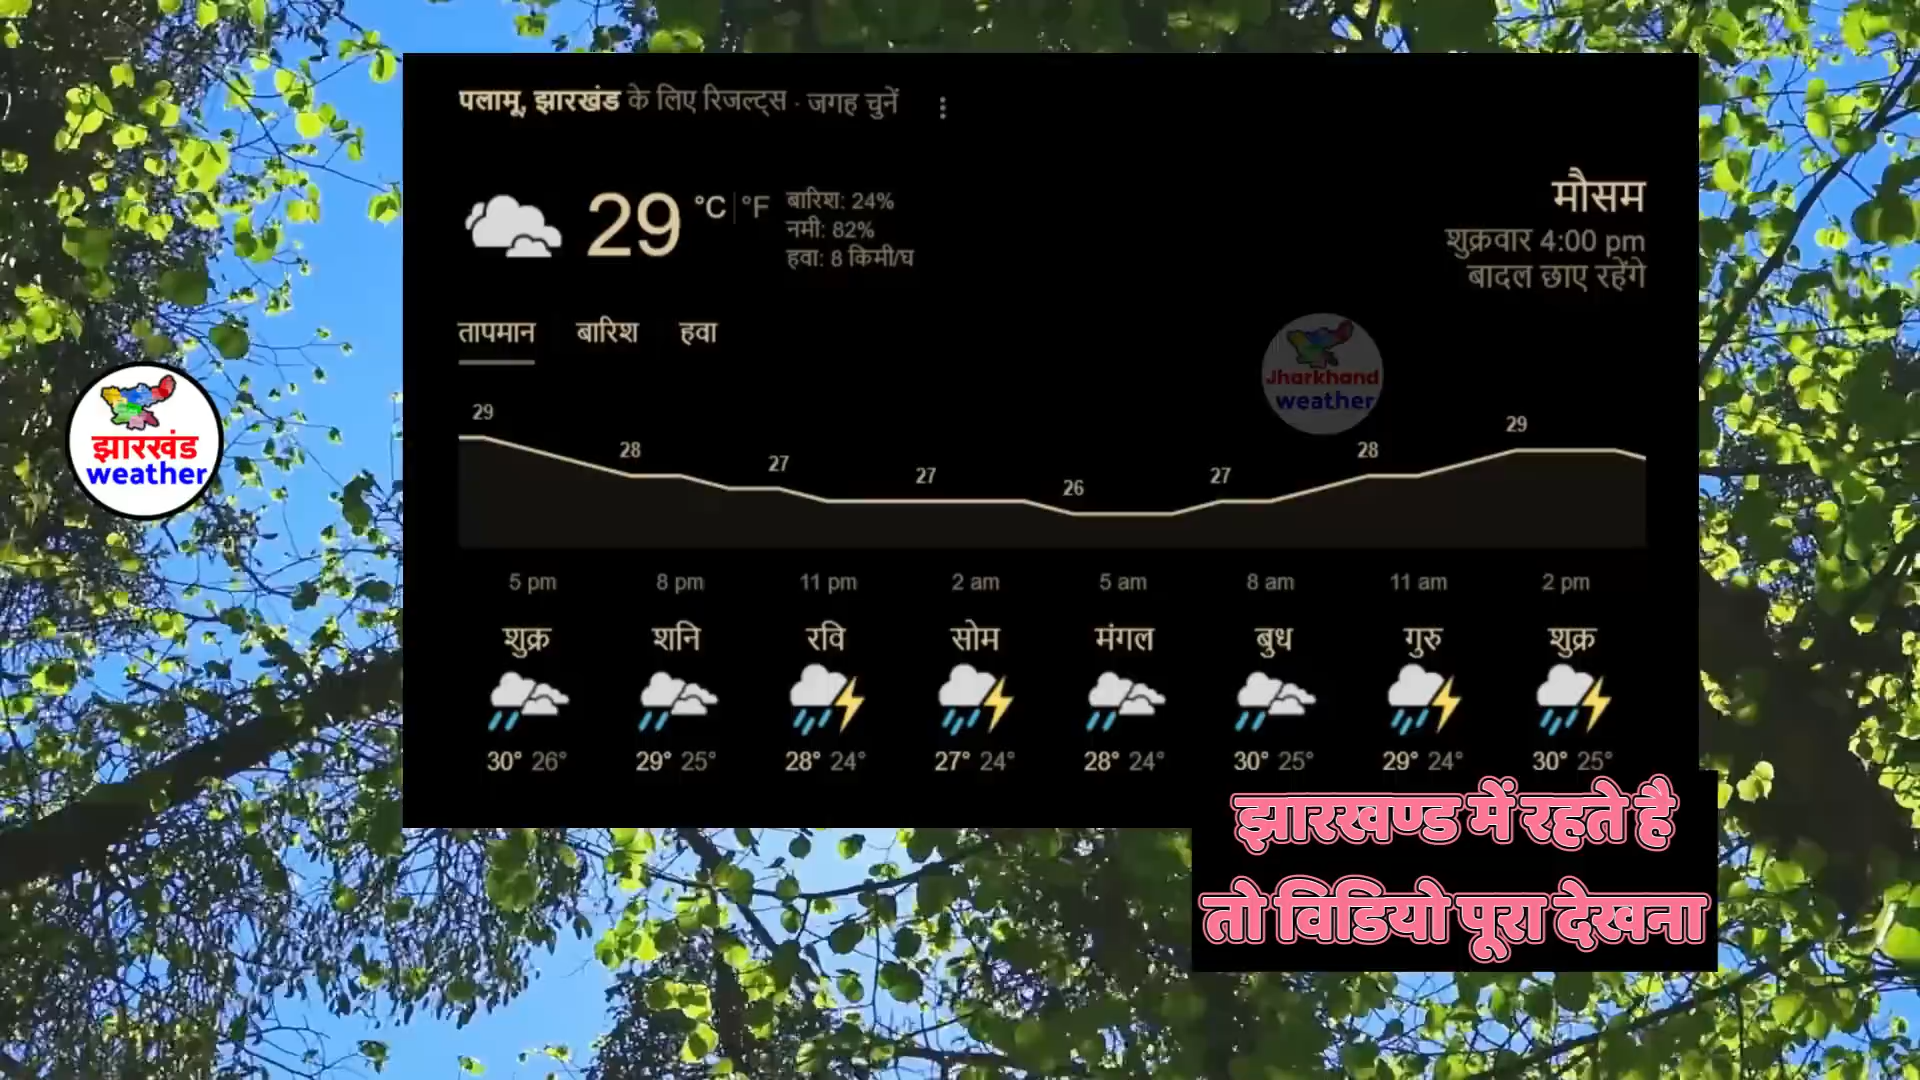 पलामू, झारखंड के लिए रिजल्ट्स · जगह चुनें
29 °C | °F
बारिश: 24%
नमी: 82%
हवा: 8 किमी/घ
मौसम
शुक्रवार 4:00 pm
बादल छाए रहेंगे
तापमान बारिश हवा
Jharkhand
weather
झारखंड
weather
29 28 27 27 26 27 28 29
5 pm 8 pm 11 pm 2 am 5 am 8 am 11 am 2 pm
शुक्र शनि रवि सोम मंगल बुध गुरु शुक्र
30° 26° 29° 25° 28° 24° 27° 24° 28° 24° 30° 25° 29° 24° 30° 25°
झारखण्ड में रहते है
तो विडियो पूरा देखना